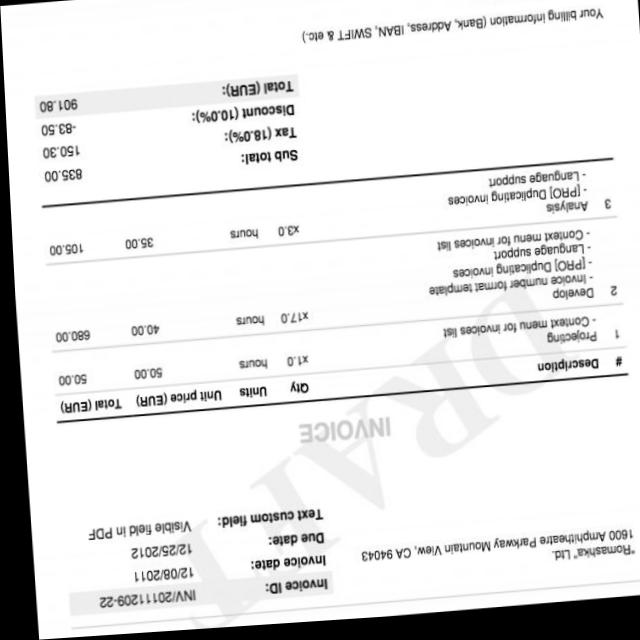 "Romashka" Ltd.
1600 Amphitheatre Parkway Mountain View, CA 94043
Invoice ID: INV/20111209-22
Invoice date: 12/08/2011
Due date: 12/25/2012
Text custom field: Visible field in PDF
DRAFT
INVOICE
# Description Qty Units Unit price (EUR) Total (EUR)
1 Projecting x1.0 hours 50.00 50.00
- Context menu for invoices list
2 Develop x17.0 hours 40.00 680.00
- Invoice number format template
- [PRO] Duplicating invoices
- Language support
- Context menu for invoices list
3 Analysis x3.0 hours 35.00 105.00
- [PRO] Duplicating invoices
- Language support
Sub total: 835.00
Tax (18.0%): 150.30
Discount (10.0%): -83.50
Total (EUR): 901.80
Your billing information (Bank, Address, IBAN, SWIFT & etc.)